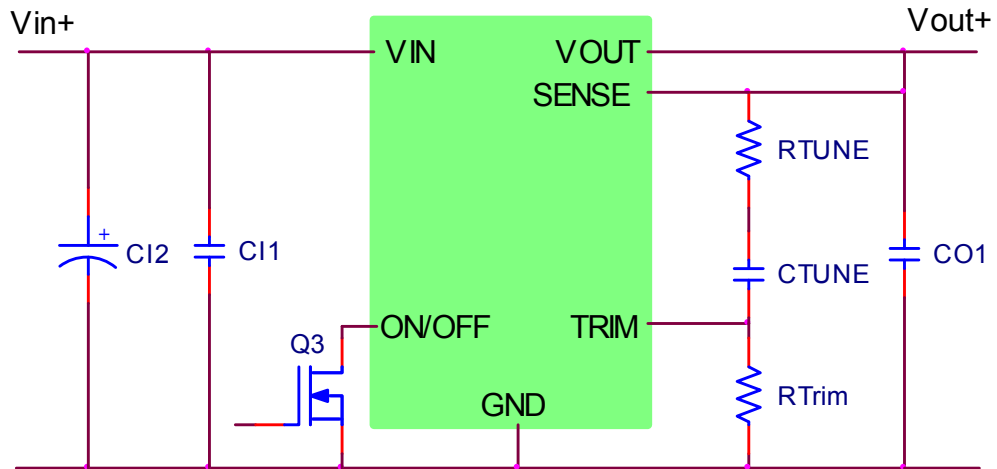 Vin+
Vout+
VIN
VOUT
SENSE
RTUNE
+
CI2
CI1
CTUNE
CO1
ON/OFF
TRIM
Q3
RTrim
GND